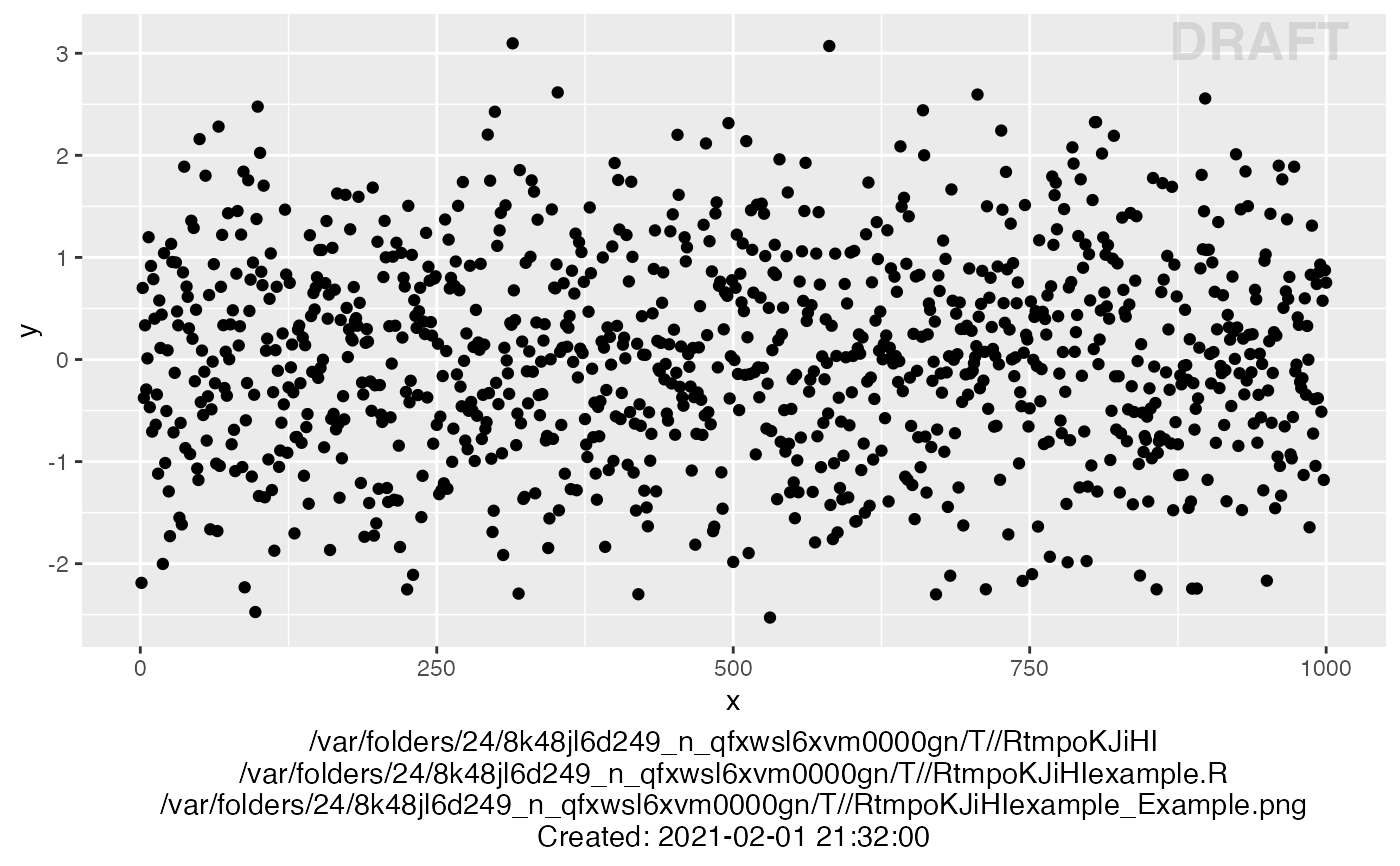 DRAFT
3
2
1
0
-1
-2
y
0 250 500 750 1000
x
/var/folders/24/8k48jl6d249_n_qfxwsl6xvm0000gn/T//RtmpoKJiHI
/var/folders/24/8k48jl6d249_n_qfxwsl6xvm0000gn/T//RtmpoKJiHIexample.R
/var/folders/24/8k48jl6d249_n_qfxwsl6xvm0000gn/T//RtmpoKJiHIexample_Example.png
Created: 2021-02-01 21:32:00